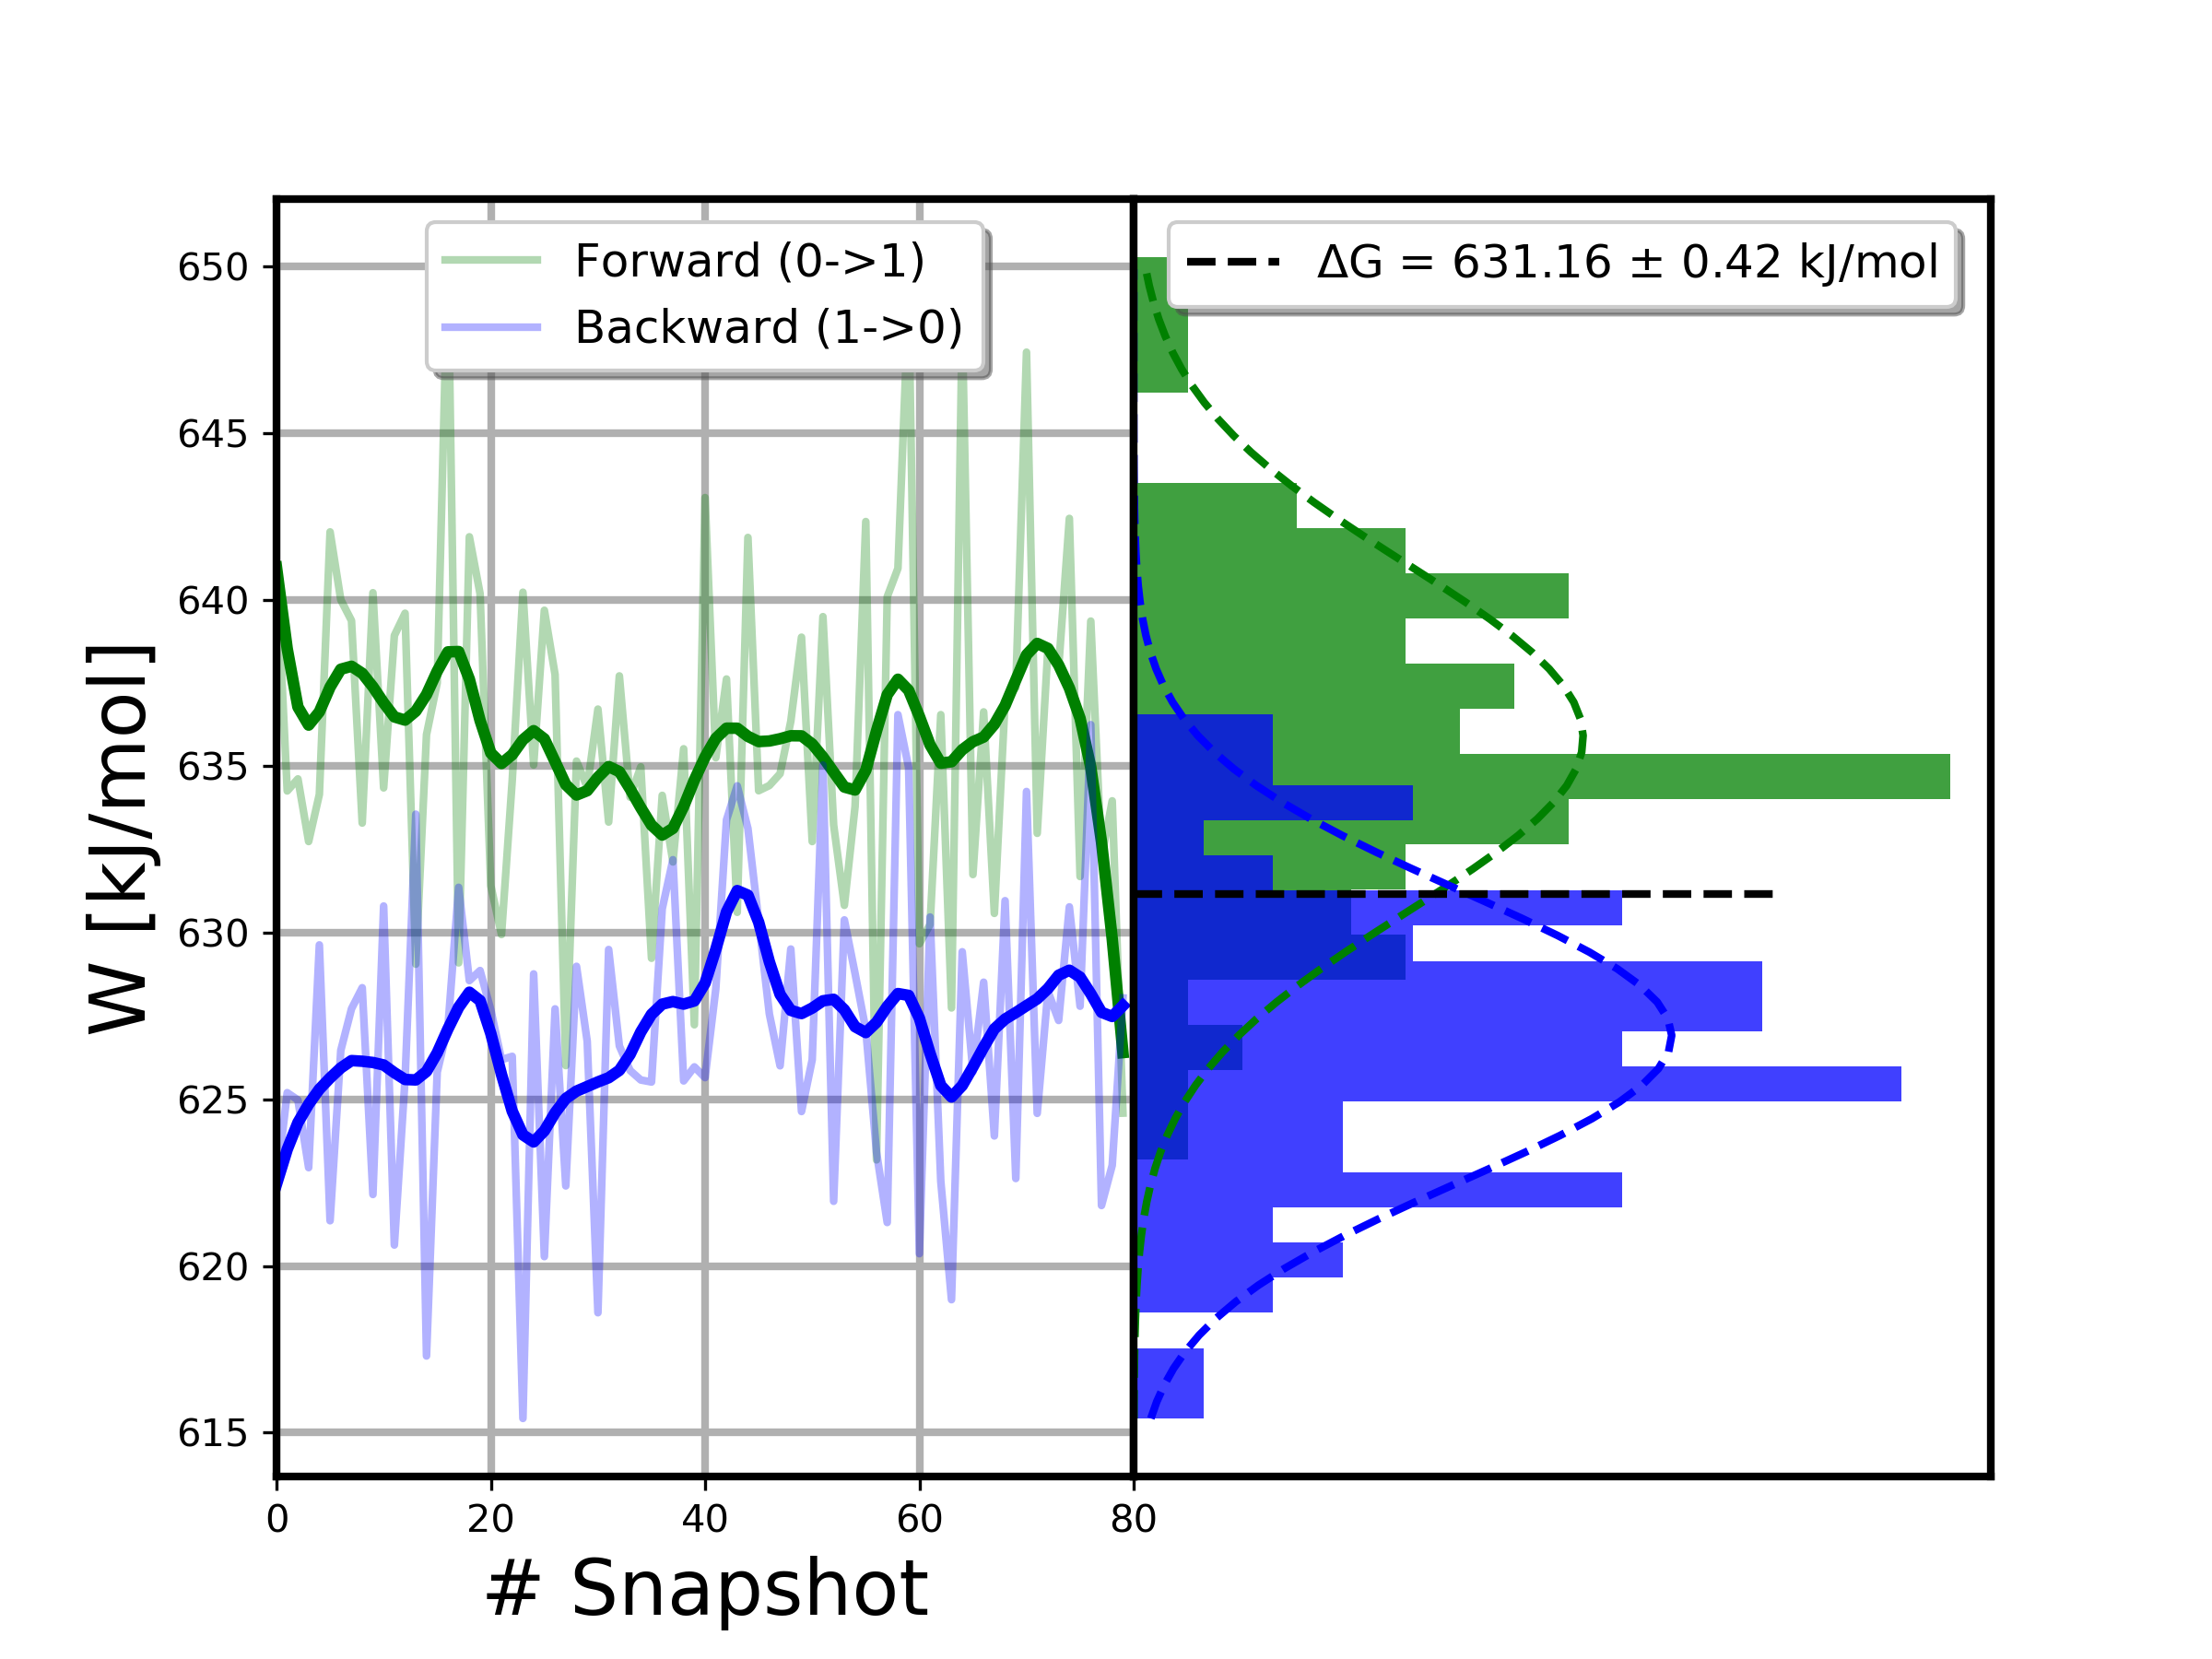 Forward (0->1)
Backward (1->0)
ΔG = 631.16 ± 0.42 kJ/mol
W [kJ/mol]
650
645
640
635
630
625
620
615
0 20 40 60 80
# Snapshot